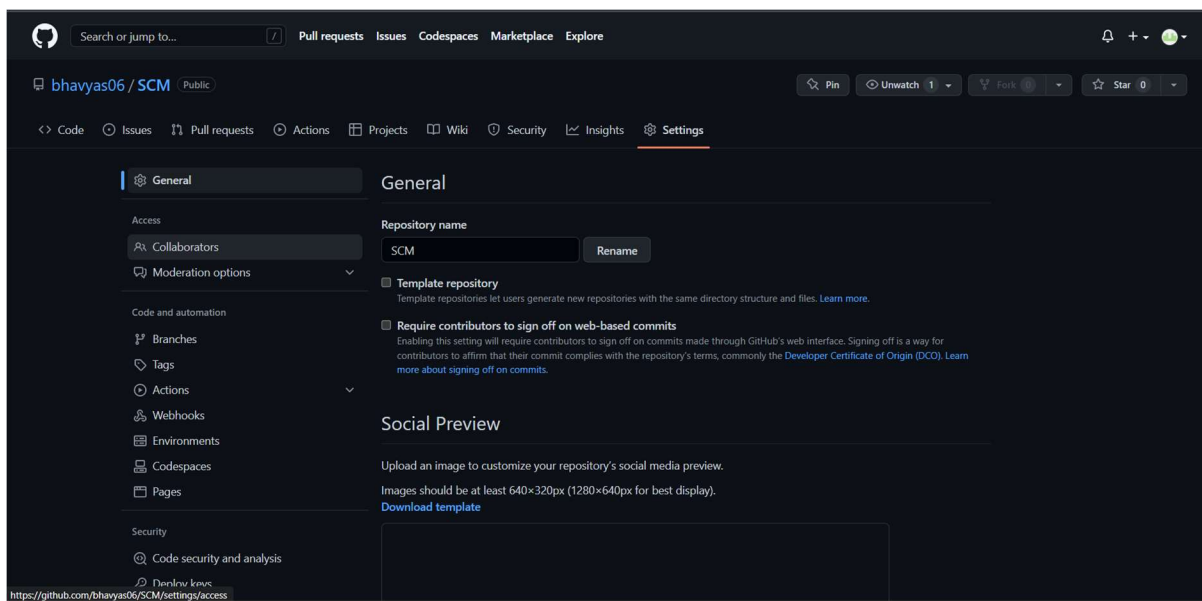 Search or jump to... /
Pull requests Issues Codespaces Marketplace Explore
bhavyas06 / SCM Public
Pin Unwatch 1 Fork 0 Star 0
<> Code Issues Pull requests Actions Projects Wiki Security Insights Settings
General
Access
Collaborators
Moderation options
Code and automation
Branches
Tags
Actions
Webhooks
Environments
Codespaces
Pages
Security
Code security and analysis
Deploy keys
General
Repository name
SCM Rename
Template repository
Template repositories let users generate new repositories with the same directory structure and files. Learn more.
Require contributors to sign off on web-based commits
Enabling this setting will require contributors to sign off on commits made through GitHub's web interface. Signing off is a way for
contributors to affirm that their commit complies with the repository's terms, commonly the Developer Certificate of Origin (DCO). Learn
more about signing off on commits.
Social Preview
Upload an image to customize your repository's social media preview.
Images should be at least 640×320px (1280×640px for best display).
Download template
https://github.com/bhavyas06/SCM/settings/access